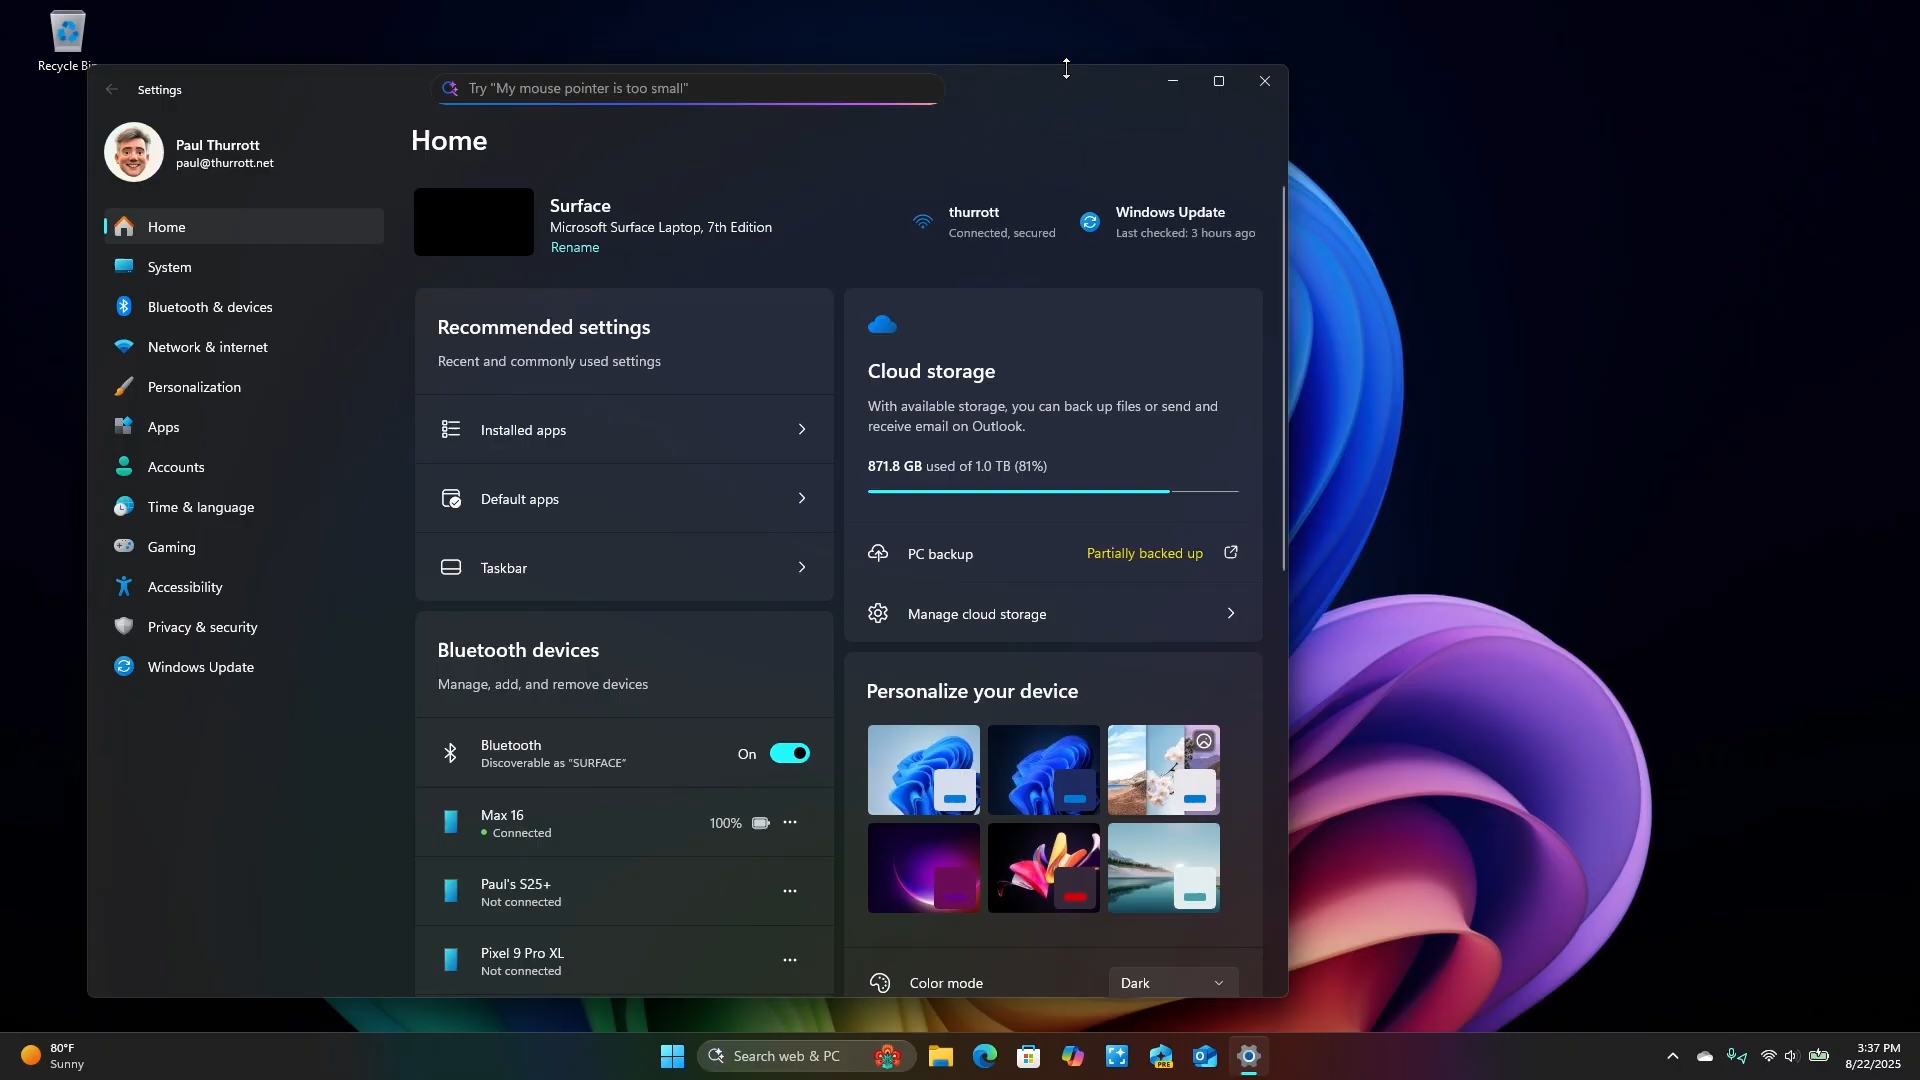 Recycle Bin
Settings
Try "My mouse pointer is too small"
Paul Thurrott
paul@thurrott.net
Home
System
Bluetooth & devices
Network & internet
Personalization
Apps
Accounts
Time & language
Gaming
Accessibility
Privacy & security
Windows Update
Home
Surface
Microsoft Surface Laptop, 7th Edition
Rename
thurrott
Connected, secured
Windows Update
Last checked: 3 hours ago
Recommended settings
Recent and commonly used settings
Installed apps
Default apps
Taskbar
Bluetooth devices
Manage, add, and remove devices
Bluetooth
Discoverable as "SURFACE"
On
Max 16
Connected
100%
Paul's S25+
Not connected
Pixel 9 Pro XL
Not connected
Cloud storage
With available storage, you can back up files or send and
receive email on Outlook.
871.8 GB used of 1.0 TB (81%)
PC backup
Partially backed up
Manage cloud storage
Personalize your device
Color mode
Dark
80°F
Sunny
Search web & PC
PRE
3:37 PM
8/22/2025